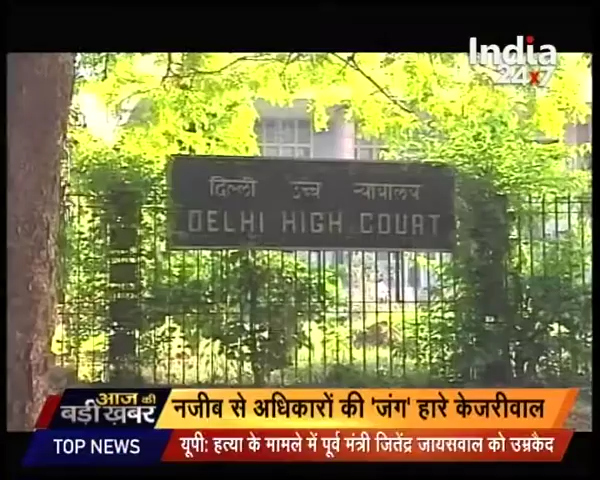 India
24x7
दिल्ली उच्च न्यायालय
DELHI HIGH COURT
आज की
बड़ी ख़बर
नजीब से अधिकारों की 'जंग' हारे केजरीवाल
TOP NEWS
यूपी: हत्या के मामले में पूर्व मंत्री जितेंद्र जायसवाल को उम्रकैद